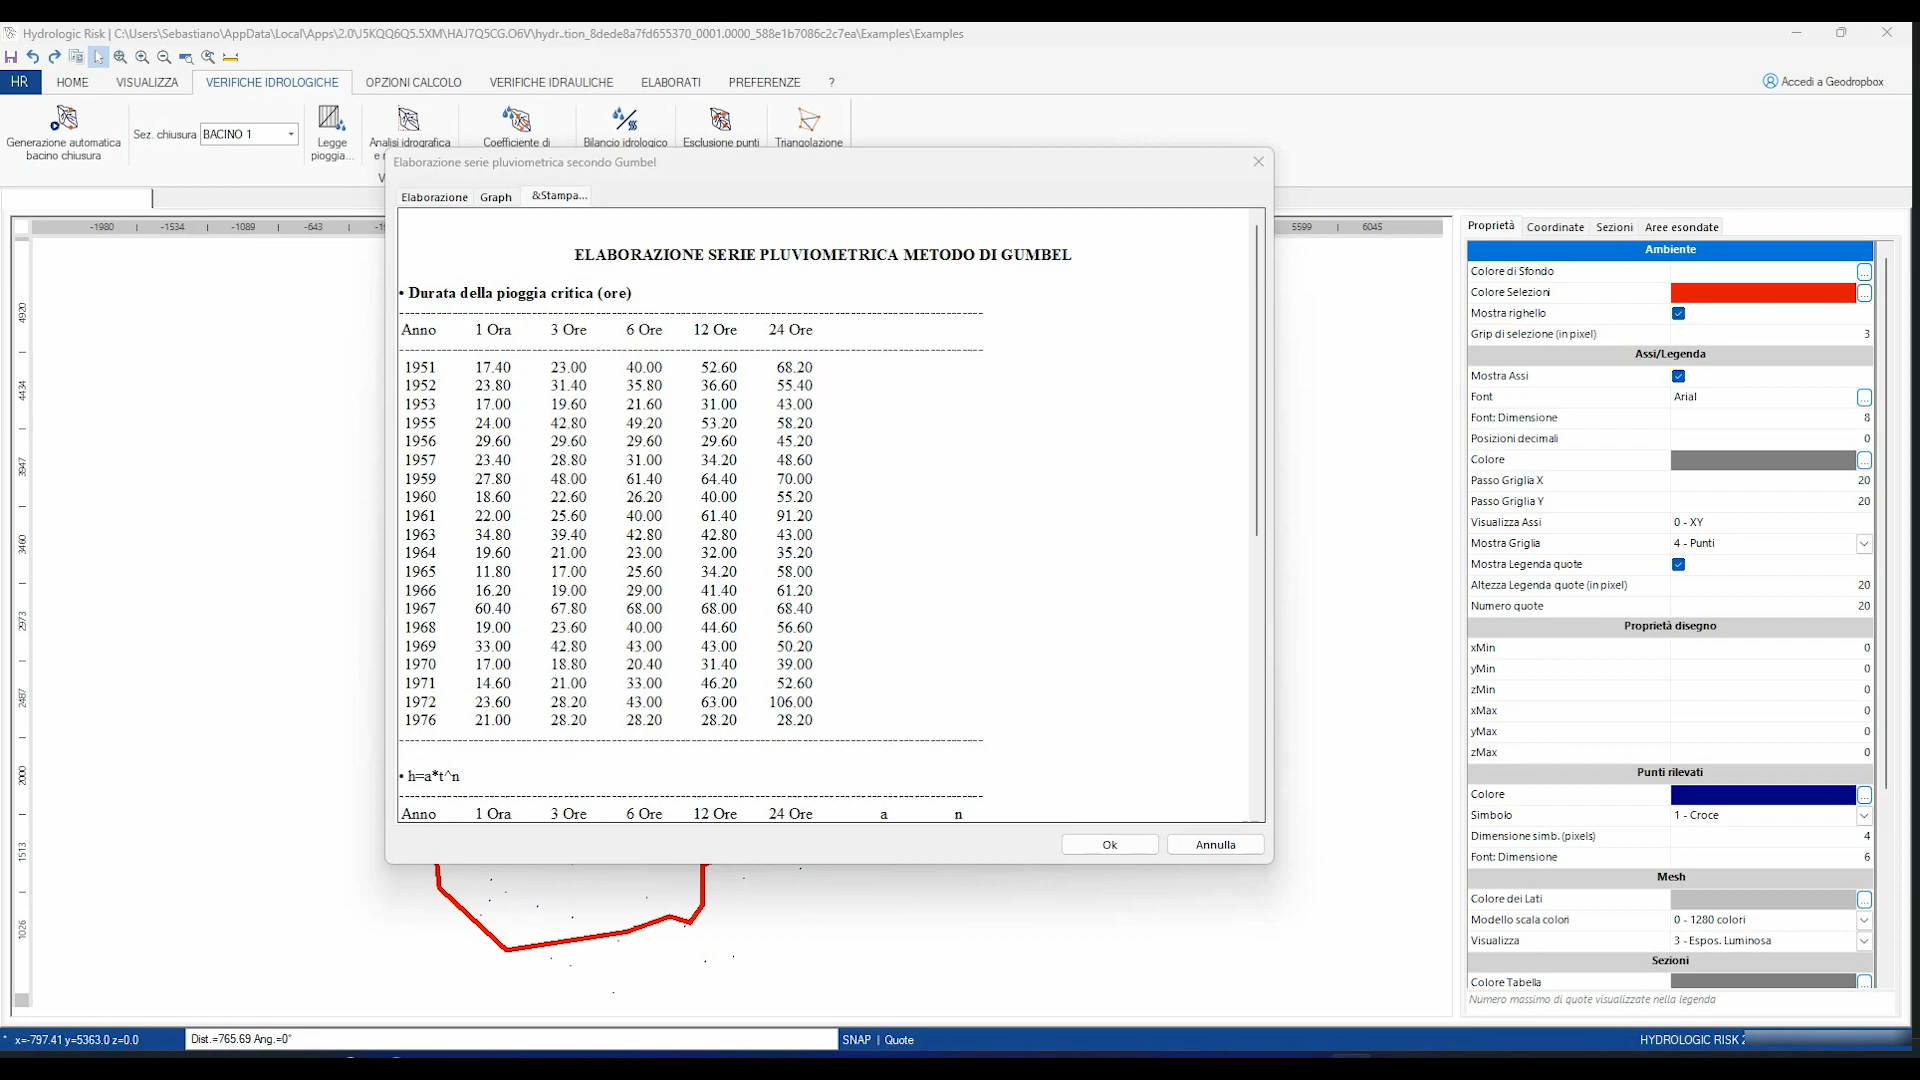 Hydrologic Risk | C:\Users\Sebastiano\AppData\Local\Apps\2.0\J5KQQ6Q5.5XM\HAJ7Q5CG.O6V\hydr..tion_8dede8a7fd655370_0001.0000_588e1b7086c2c7ea\Examples\Examples
HR HOME VISUALIZZA VERIFICHE IDROLOGICHE OPZIONI CALCOLO VERIFICHE IDRAULICHE ELABORATI PREFERENZE ? Accedi a Geodropbox
Generazione automatica bacino chiusura
Sez. chiusura BACINO 1
Legge pioggia...
Analisi idrografica
Coefficiente di
Bilancio idrologico
Esclusione punti
Triangolazione
Elaborazione serie pluviometrica secondo Gumbel
Elaborazione Graph &Stampa...
-1980 -1534 -1089 -643 5599 6045
4920
4434
3947
3460
2973
2487
2000
1513
1026
ELABORAZIONE SERIE PLUVIOMETRICA METODO DI GUMBEL
• Durata della pioggia critica (ore)
Anno 1 Ora 3 Ore 6 Ore 12 Ore 24 Ore
1951 17.40 23.00 40.00 52.60 68.20
1952 23.80 31.40 35.80 36.60 55.40
1953 17.00 19.60 21.60 31.00 43.00
1955 24.00 42.80 49.20 53.20 58.20
1956 29.60 29.60 29.60 29.60 45.20
1957 23.40 28.80 31.00 34.20 48.60
1959 27.80 48.00 61.40 64.40 70.00
1960 18.60 22.60 26.20 40.00 55.20
1961 22.00 25.60 40.00 61.40 91.20
1963 34.80 39.40 42.80 42.80 43.00
1964 19.60 21.00 23.00 32.00 35.20
1965 11.80 17.00 25.60 34.20 58.00
1966 16.20 19.00 29.00 41.40 61.20
1967 60.40 67.80 68.00 68.00 68.40
1968 19.00 23.60 40.00 44.60 56.60
1969 33.00 42.80 43.00 43.00 50.20
1970 17.00 18.80 20.40 31.40 39.00
1971 14.60 21.00 33.00 46.20 52.60
1972 23.60 28.20 43.00 63.00 106.00
1976 21.00 28.20 28.20 28.20 28.20
• h=a*t^n
Anno 1 Ora 3 Ore 6 Ore 12 Ore 24 Ore a n
Ok Annulla
Proprietà Coordinate Sezioni Aree esondate
Ambiente
Colore di Sfondo ...
Colore Selezioni ...
Mostra righello
Grip di selezione (in pixel) 3
Assi/Legenda
Mostra Assi
Font Arial ...
Font: Dimensione 8
Posizioni decimali 0
Colore ...
Passo Griglia X 20
Passo Griglia Y 20
Visualizza Assi 0 - XY
Mostra Griglia 4 - Punti
Mostra Legenda quote
Altezza Legenda quote (in pixel) 20
Numero quote 20
Proprietà disegno
xMin 0
yMin 0
zMin 0
xMax 0
yMax 0
zMax 0
Punti rilevati
Colore ...
Simbolo 1 - Croce
Dimensione simb. (pixels) 4
Font: Dimensione 6
Mesh
Colore dei Lati ...
Modello scala colori 0 - 1280 colori
Visualizza 3 - Espos. Luminosa
Sezioni
Colore Tabella ...
Numero massimo di quote visualizzate nella legenda
* x=-797.41 y=5363.0 z=0.0 Dist.=765.69 Ang.=0° SNAP | Quote HYDROLOGIC RISK